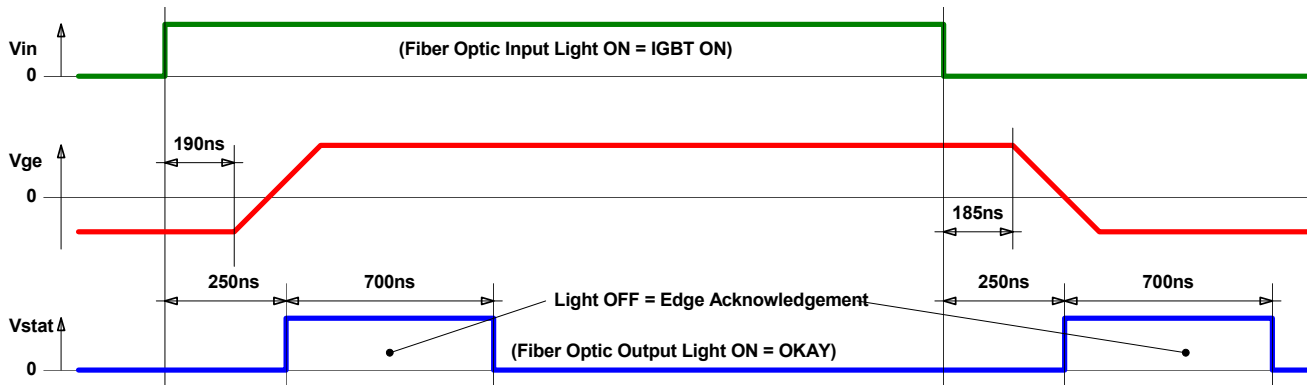 Vin
(Fiber Optic Input Light ON = IGBT ON)
0
190ns
Vge
0
185ns
250ns
700ns
Light OFF = Edge Acknowledgement
250ns
700ns
Vstat
(Fiber Optic Output Light ON = OKAY)
0